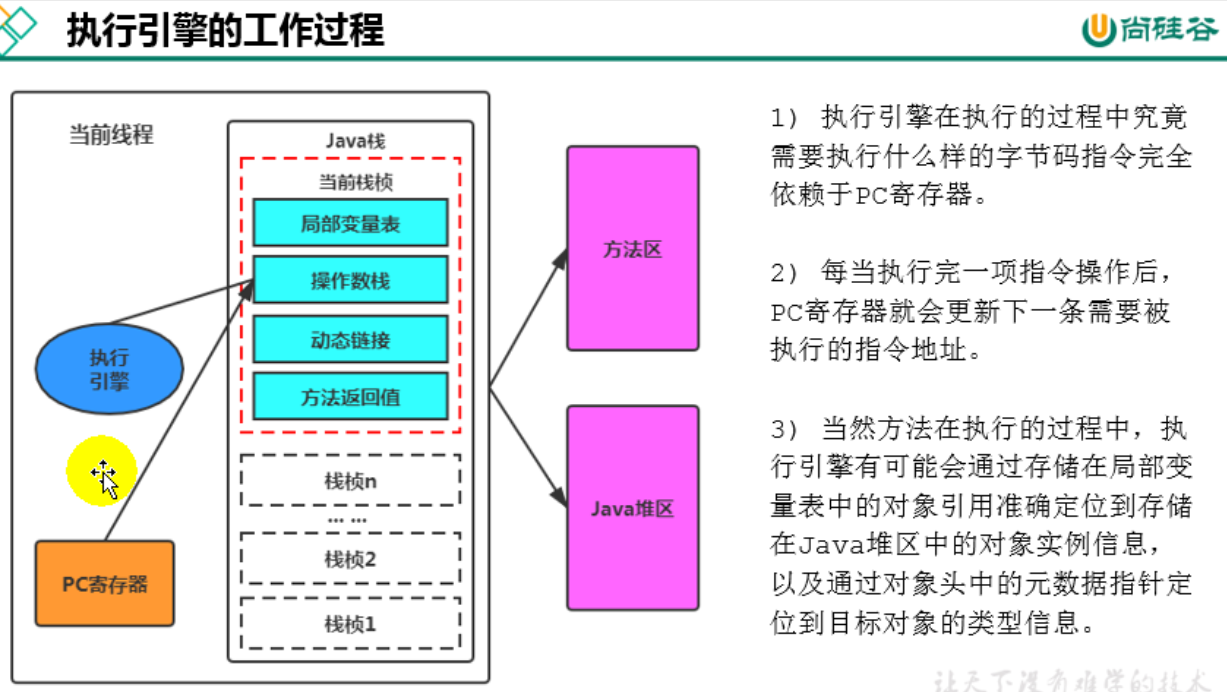 执行引擎的工作过程
尚硅谷
当前线程
Java栈
当前栈桢
局部变量表
操作数栈
动态链接
方法返回值
栈桢n
... ...
栈桢2
栈桢1
执行
引擎
PC寄存器
方法区
Java堆区
1) 执行引擎在执行的过程中究竟
需要执行什么样的字节码指令完全
依赖于PC寄存器。
2) 每当执行完一项指令操作后，
PC寄存器就会更新下一条需要被
执行的指令地址。
3) 当然方法在执行的过程中，执
行引擎有可能会通过存储在局部变
量表中的对象引用准确定位到存储
在Java堆区中的对象实例信息，
以及通过对象头中的元数据指针定
位到目标对象的类型信息。
让天下没有难学的技术